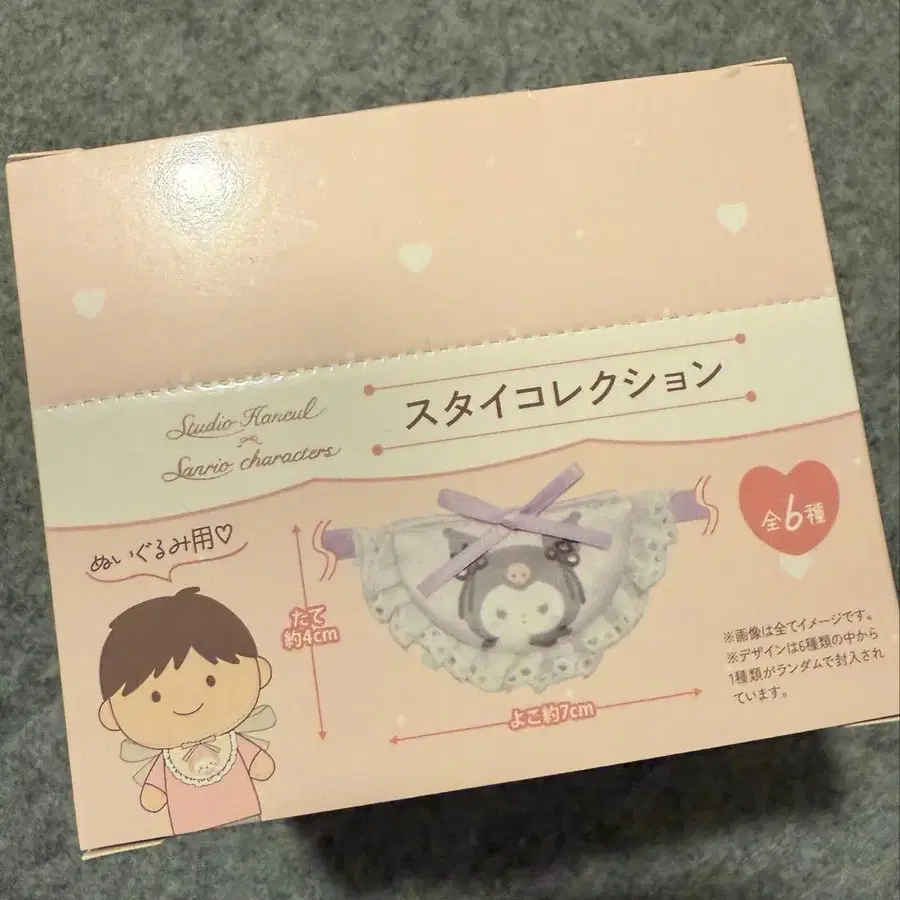 Studio Hancul
Sanrio characters
スタイコレクション
ぬいぐるみ用♡
全6種
たて
約4cm
よこ約7cm
※画像は全てイメージです。
※デザインは6種類の中から
1種類がランダムで封入され
ています。